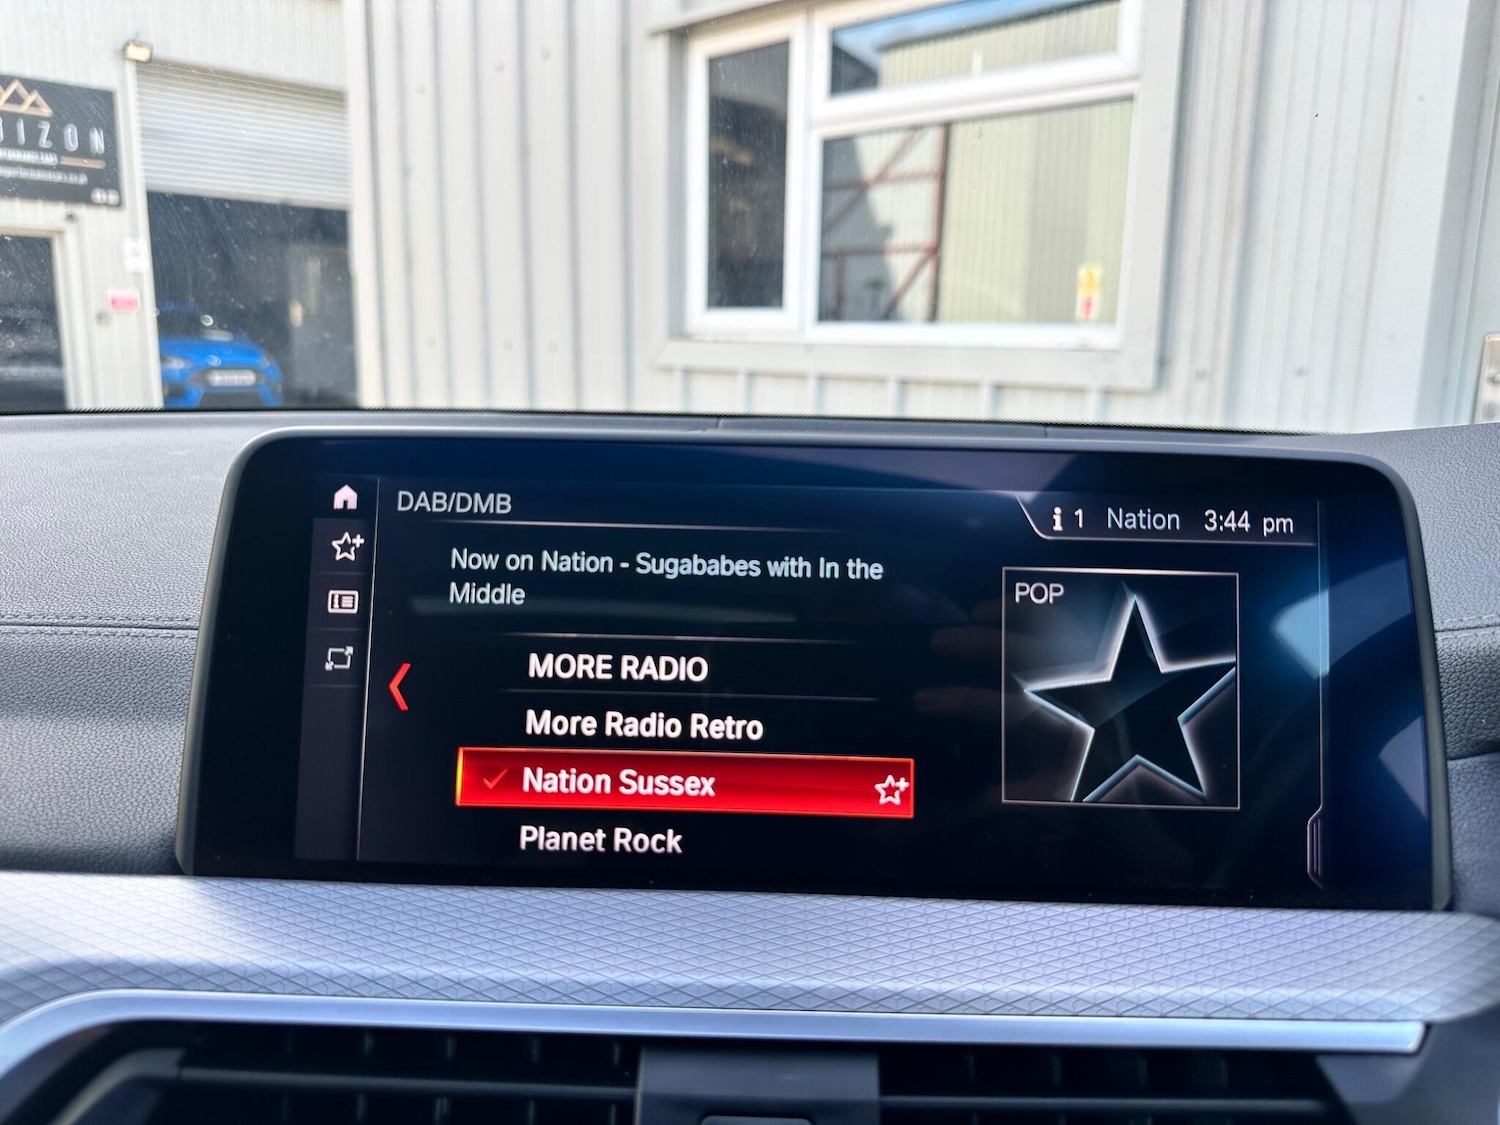 IZON
DAB/DMB
1 Nation 3:44 pm
Now on Nation - Sugababes with In the
Middle
POP
MORE RADIO
More Radio Retro
Nation Sussex
Planet Rock